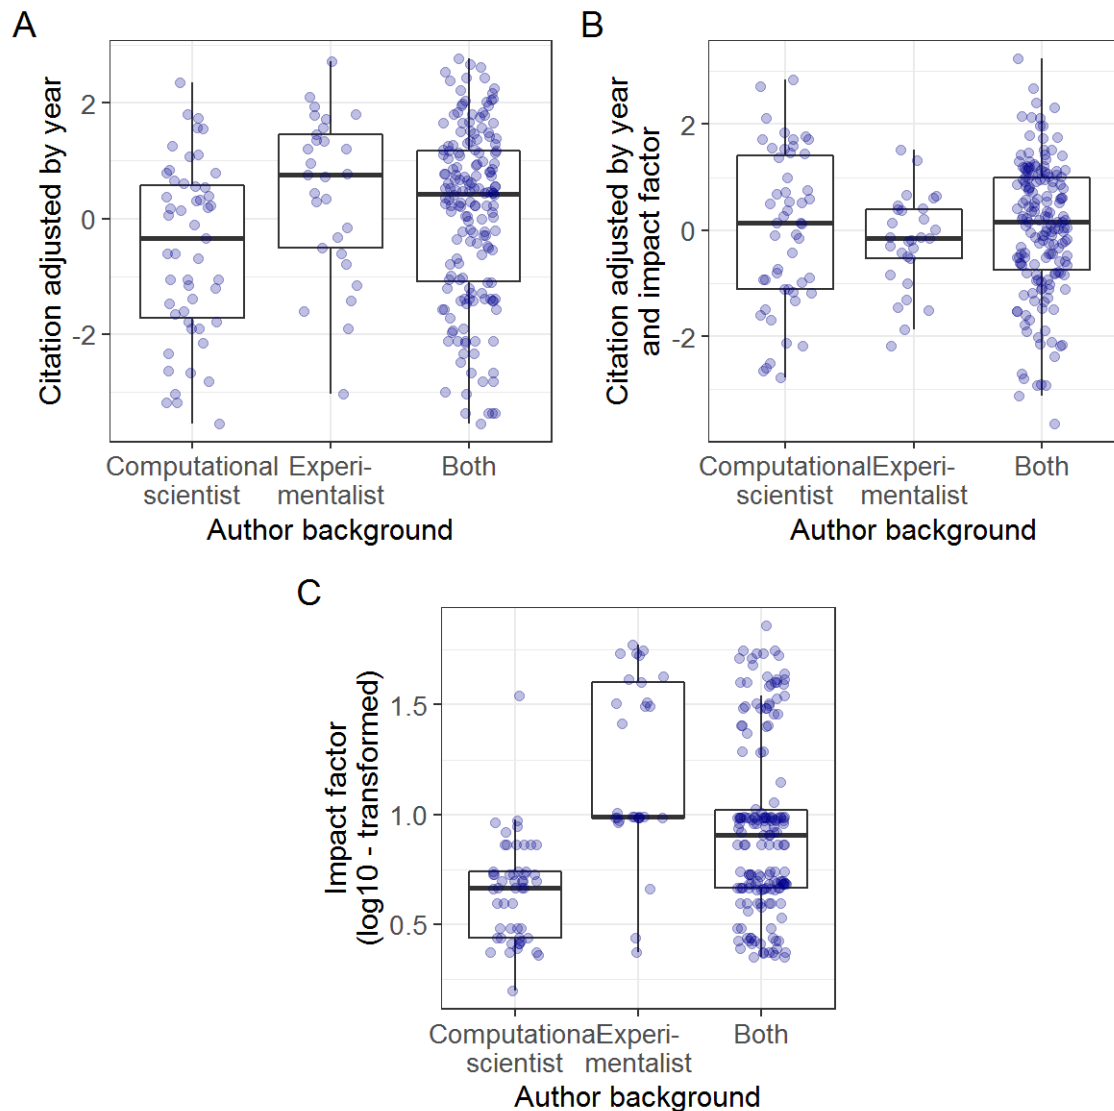 A
Citation adjusted by year
2
0
-2
Computational Experi- Both
scientist mentalist
Author background
B
Citation adjusted by year
and impact factor
2
0
-2
Computational Experi- Both
scientist mentalist
Author background
C
Impact factor
(log10 - transformed)
1.5
1.0
0.5
Computational Experi- Both
scientist mentalist
Author background